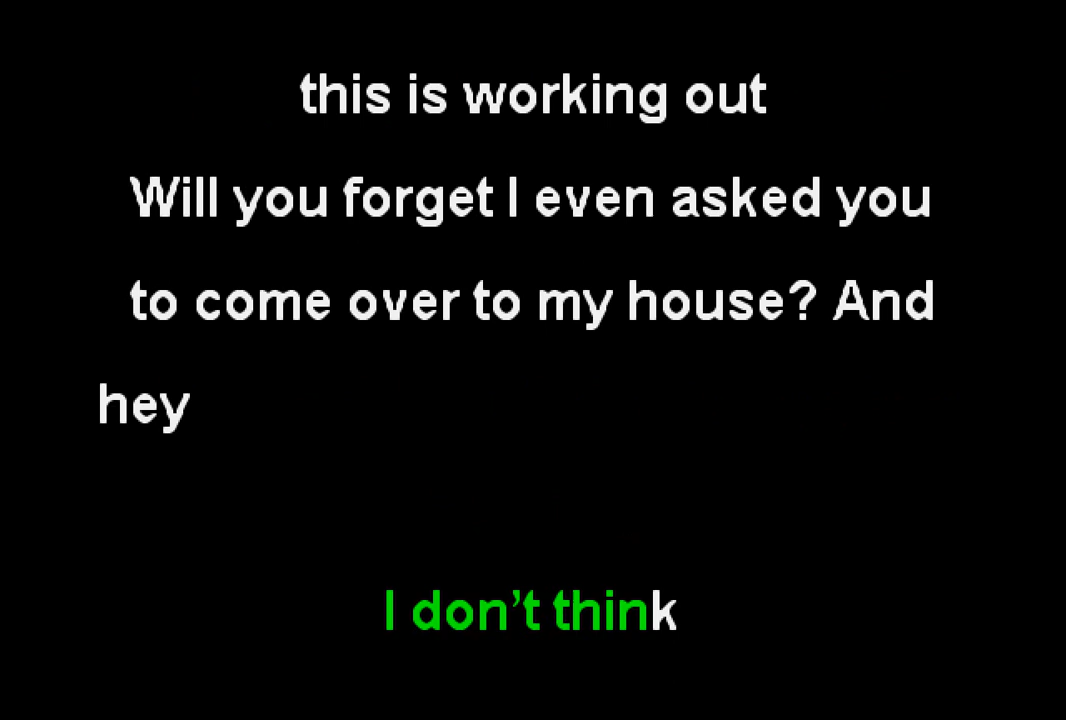 this is working out
Will you forget I even asked you
to come over to my house? And
hey
I don’t think